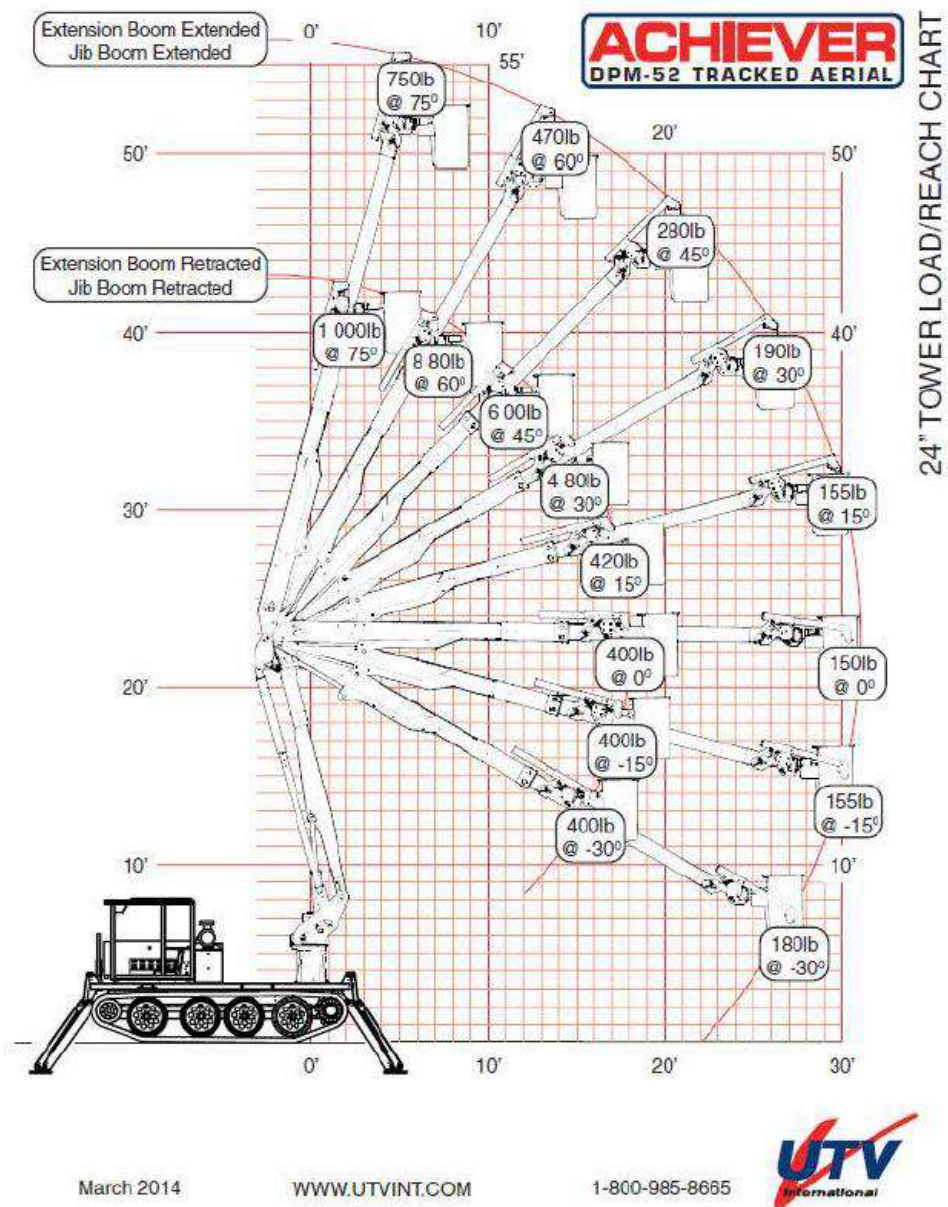 Extension Boom Extended
Jib Boom Extended
0'
10'
55'
ACHIEVER
DPM-52 TRACKED AERIAL
24" TOWER LOAD/REACH CHART
750lb
@ 75⁰
470lb
@ 60⁰
20'
50'
50'
280lb
@ 45⁰
Extension Boom Retracted
Jib Boom Retracted
40'
40'
1 000lb
@ 75⁰
8 80lb
@ 60⁰
190lb
@ 30⁰
6 00lb
@ 45⁰
4 80lb
@ 30⁰
155lb
@ 15⁰
30'
420lb
@ 15⁰
400lb
@ 0⁰
150lb
@ 0⁰
20'
400lb
@ -15⁰
155lb
@ -15⁰
400lb
@ -30⁰
10'
10'
180lb
@ -30⁰
0'
10'
20'
30'
March 2014
WWW.UTVINT.COM
1-800-985-8665
UTV
International